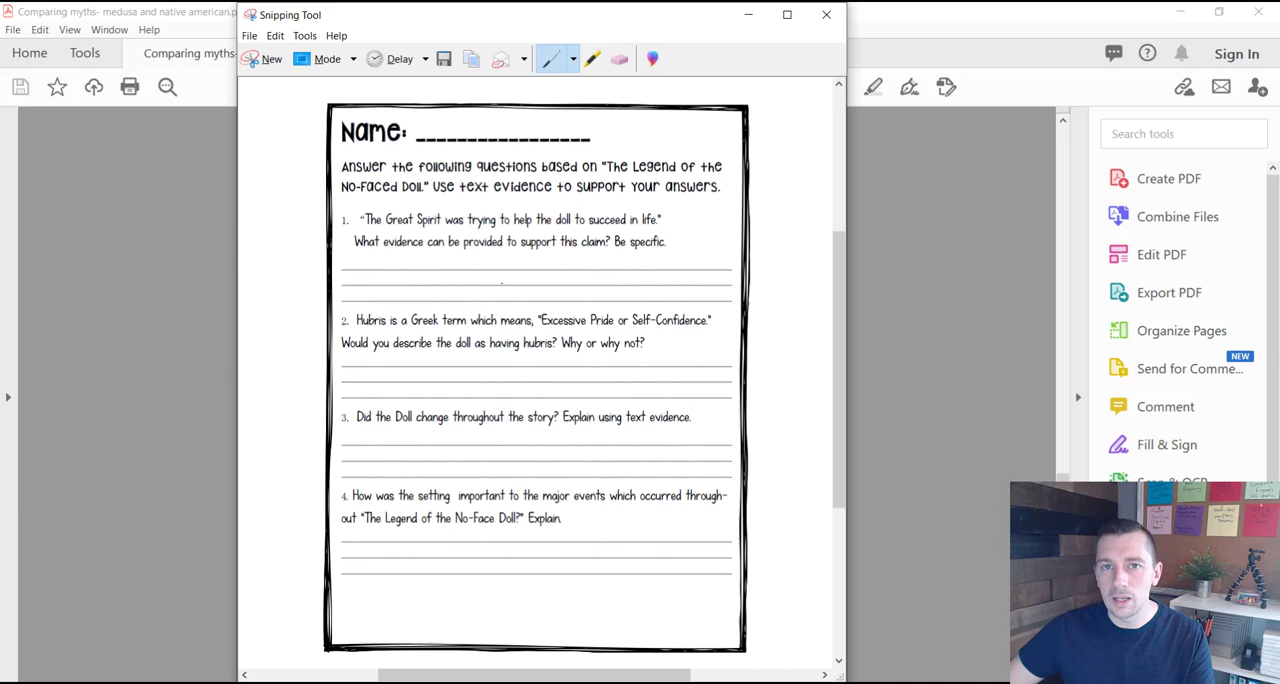 Comparing myths- medusa and native american.p
Snipping Tool
File Edit View Window Help
File Edit Tools Help
Home Tools Comparing myths-
New Mode Delay
Sign In
Search tools
Create PDF
Combine Files
Edit PDF
Export PDF
Organize Pages
NEW
Send for Comme...
Comment
Fill & Sign
Name: _________________
Answer the following questions based on "The Legend of the
No-Faced Doll." Use text evidence to support your answers.
1. "The Great Spirit was trying to help the doll to succeed in life."
What evidence can be provided to support this claim? Be specific.
2. Hubris is a Greek term which means, "Excessive Pride or Self-Confidence."
Would you describe the doll as having hubris? Why or why not?
3. Did the Doll change throughout the story? Explain using text evidence.
4. How was the setting important to the major events which occurred through-
out "The Legend of the No-Face Doll?" Explain.